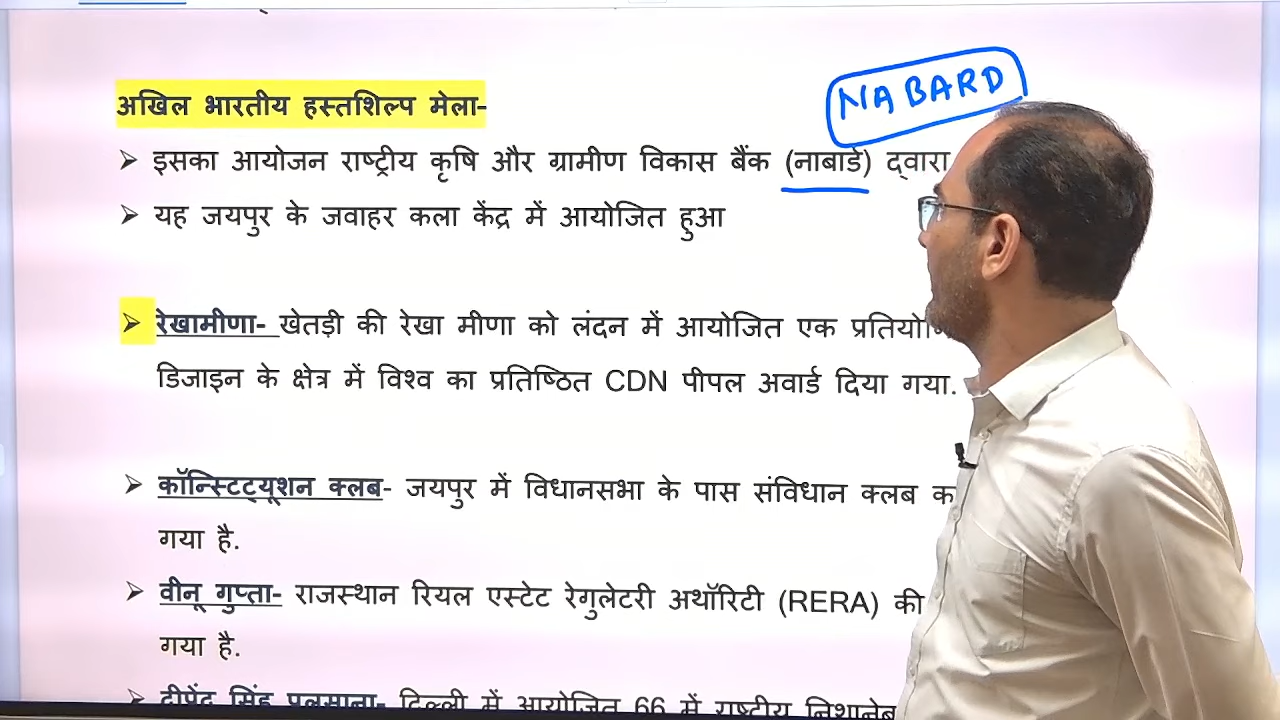 NABARD
अखिल भारतीय हस्तशिल्प मेला-
➤ इसका आयोजन राष्ट्रीय कृषि और ग्रामीण विकास बैंक (नाबार्ड) द्वारा
➤ यह जयपुर के जवाहर कला केंद्र में आयोजित हुआ
➤ रेखामीणा- खेतड़ी की रेखा मीणा को लंदन में आयोजित एक
डिजाइन के क्षेत्र में विश्व का प्रतिष्ठित CDN पीपल अवार्ड दिया गया.
➤ कॉन्स्टिट्यूशन क्लब- जयपुर में विधानसभा के पास संविधान क्लब
गया है.
➤ वीनू गुप्ता- राजस्थान रियल एस्टेट रेगुलेटरी अथॉरिटी (RERA) की
गया है.
➤ दिल्ली में आयोजित 66 में राष्ट्रीय